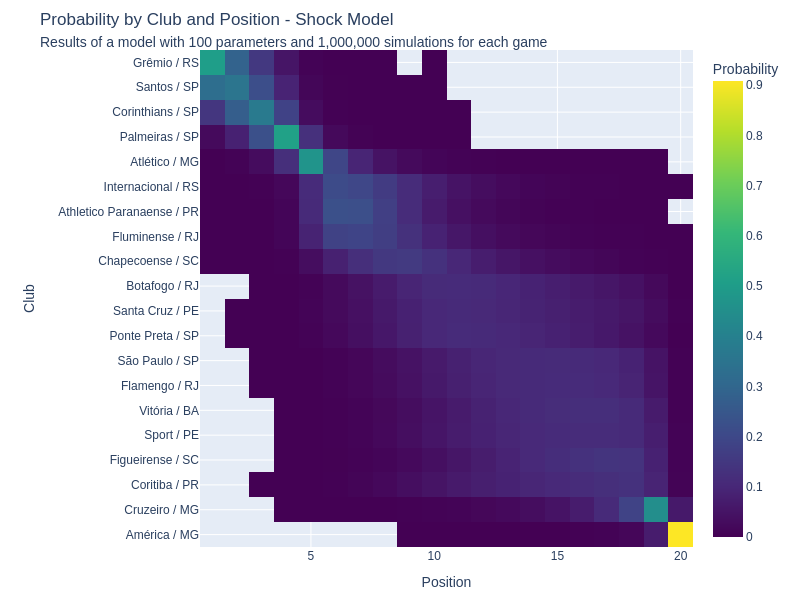 Probability by Club and Position - Shock Model
Results of a model with 100 parameters and 1,000,000 simulations for each game
Probability
Club
Grêmio / RS
Santos / SP
Corinthians / SP
Palmeiras / SP
Atlético / MG
Internacional / RS
Athletico Paranaense / PR
Fluminense / RJ
Chapecoense / SC
Botafogo / RJ
Santa Cruz / PE
Ponte Preta / SP
São Paulo / SP
Flamengo / RJ
Vitória / BA
Sport / PE
Figueirense / SC
Coritiba / PR
Cruzeiro / MG
América / MG
0.9
0.8
0.7
0.6
0.5
0.4
0.3
0.2
0.1
0
5
10
15
20
Position